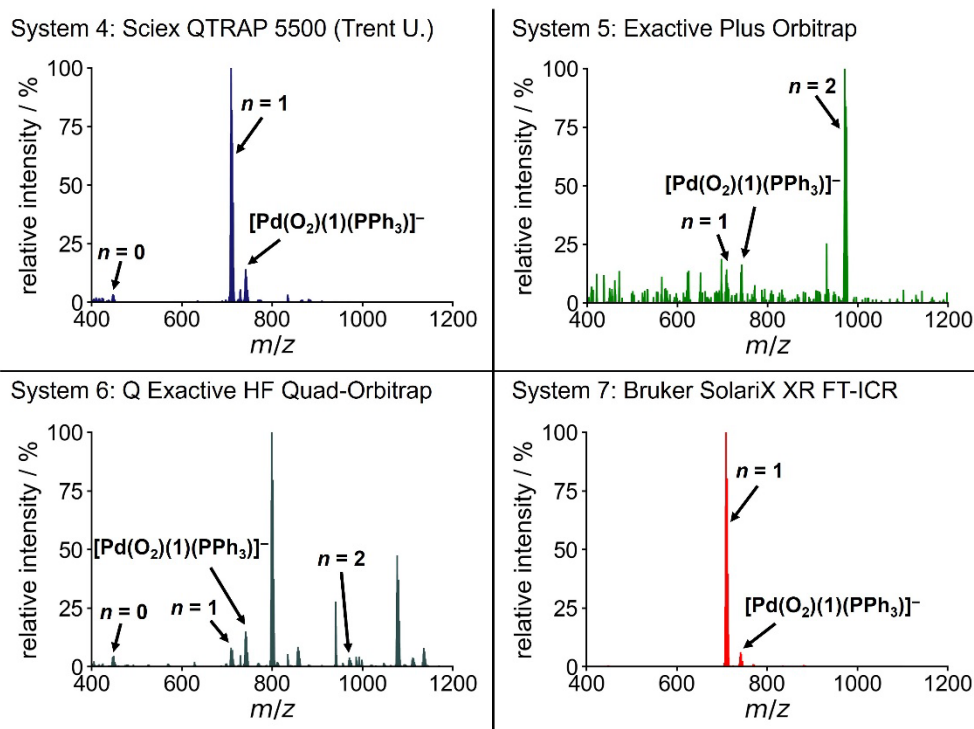 System 4: Sciex QTRAP 5500 (Trent U.)
relative intensity / %
100
75
50
25
0
n = 1
[Pd(O₂)(1)(PPh₃)]⁻
n = 0
400 600 800 1000 1200
m/z
System 5: Exactive Plus Orbitrap
relative intensity / %
100
75
50
25
0
n = 2
[Pd(O₂)(1)(PPh₃)]⁻
n = 1
400 600 800 1000 1200
m/z
System 6: Q Exactive HF Quad-Orbitrap
relative intensity / %
100
75
50
25
0
[Pd(O₂)(1)(PPh₃)]⁻
n = 2
n = 0
n = 1
400 600 800 1000 1200
m/z
System 7: Bruker SolariX XR FT-ICR
relative intensity / %
100
75
50
25
0
n = 1
[Pd(O₂)(1)(PPh₃)]⁻
400 600 800 1000 1200
m/z